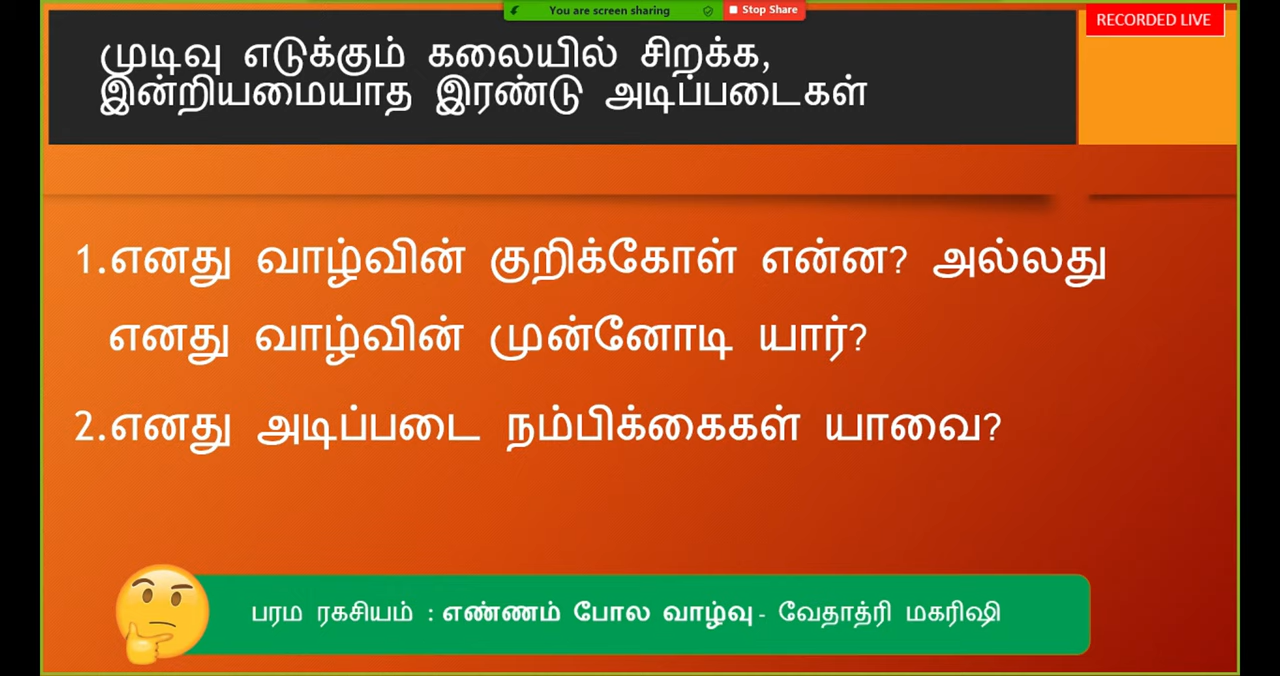 You are screen sharing
Stop Share
RECORDED LIVE
முடிவு எடுக்கும் கலையில் சிறக்க,
இன்றியமையாத இரண்டு அடிப்படைகள்
1.எனது வாழ்வின் குறிக்கோள் என்ன? அல்லது
எனது வாழ்வின் முன்னோடி யார்?
2.எனது அடிப்படை நம்பிக்கைகள் யாவை?
பரம ரகசியம் : எண்ணம் போல வாழ்வு - வேதாத்ரி மகரிஷி